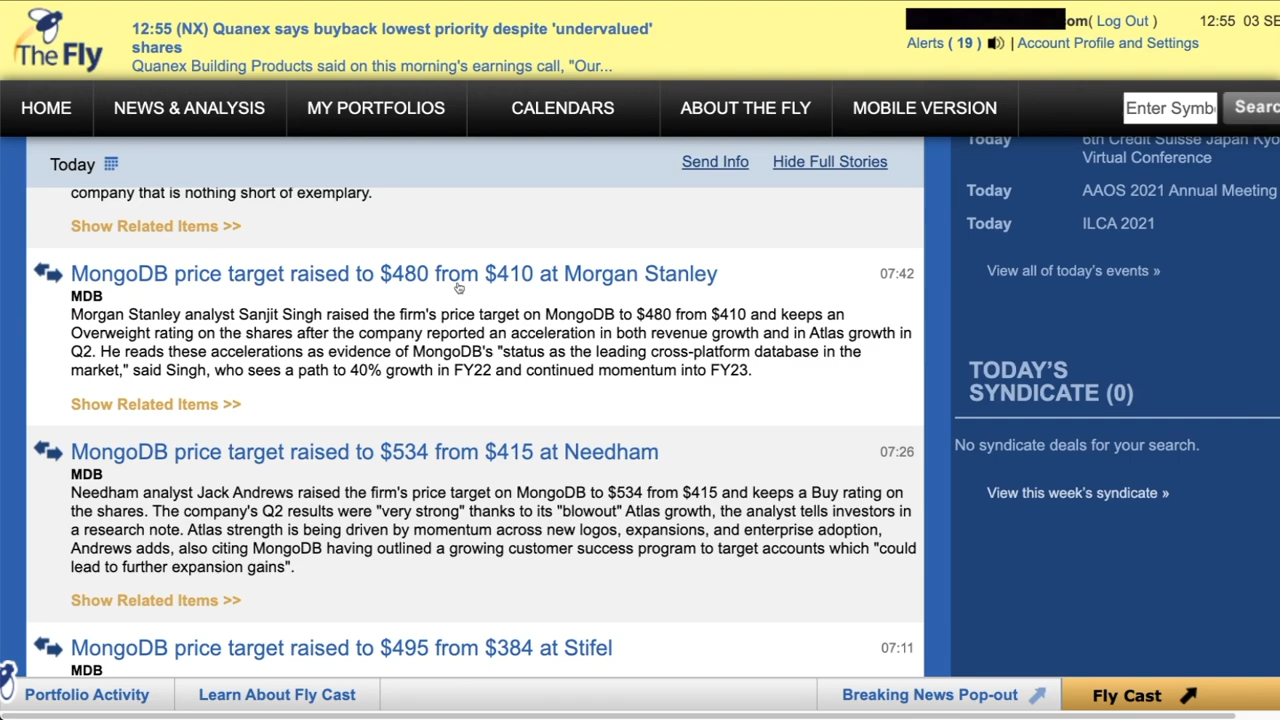 12:55 (NX) Quanex says buyback lowest priority despite 'undervalued'
shares
Quanex Building Products said on this morning's earnings call, "Our...
The Fly
om( Log Out )
12:55 03 SE
Alerts ( 19 ) | Account Profile and Settings
HOME
NEWS & ANALYSIS
MY PORTFOLIOS
CALENDARS
ABOUT THE FLY
MOBILE VERSION
Enter Symb
Searc
Today
Send Info
Hide Full Stories
company that is nothing short of exemplary.
Show Related Items >>
MongoDB price target raised to $480 from $410 at Morgan Stanley
07:42
MDB
Morgan Stanley analyst Sanjit Singh raised the firm's price target on MongoDB to $480 from $410 and keeps an
Overweight rating on the shares after the company reported an acceleration in both revenue growth and in Atlas growth in
Q2. He reads these accelerations as evidence of MongoDB's "status as the leading cross-platform database in the
market," said Singh, who sees a path to 40% growth in FY22 and continued momentum into FY23.
Show Related Items >>
MongoDB price target raised to $534 from $415 at Needham
07:26
MDB
Needham analyst Jack Andrews raised the firm's price target on MongoDB to $534 from $415 and keeps a Buy rating on
the shares. The company's Q2 results were "very strong" thanks to its "blowout" Atlas growth, the analyst tells investors in
a research note. Atlas strength is being driven by momentum across new logos, expansions, and enterprise adoption,
Andrews adds, also citing MongoDB having outlined a growing customer success program to target accounts which "could
lead to further expansion gains".
Show Related Items >>
MongoDB price target raised to $495 from $384 at Stifel
07:11
MDB
Today
6th Credit Suisse Japan Kyo
Virtual Conference
Today
AAOS 2021 Annual Meeting
Today
ILCA 2021
View all of today's events »
TODAY'S
SYNDICATE (0)
No syndicate deals for your search.
View this week's syndicate »
Portfolio Activity
Learn About Fly Cast
Breaking News Pop-out
Fly Cast